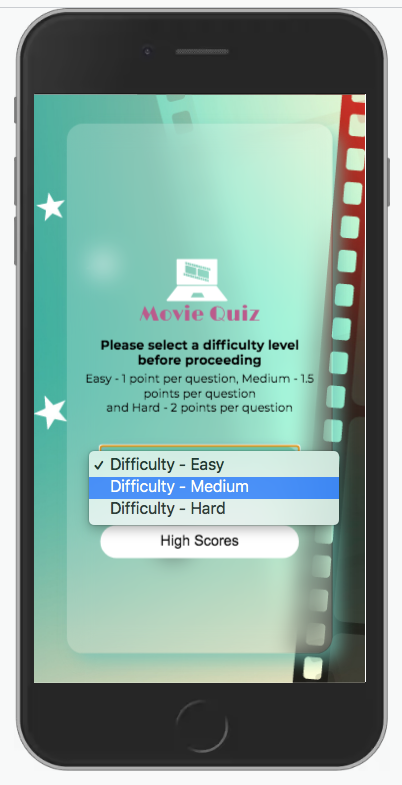 Movie Quiz
Please select a difficulty level
before proceeding
Easy - 1 point per question, Medium - 1.5
points per question
and Hard - 2 points per question
✓ Difficulty - Easy
Difficulty - Medium
Difficulty - Hard
High Scores